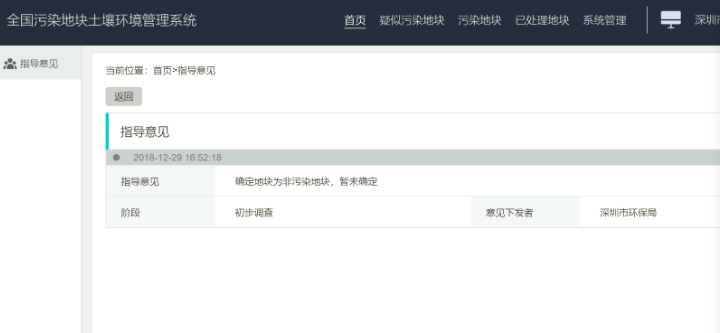 全国污染地块土壤环境管理系统 首页 疑似污染地块 污染地块 已处理地块 系统管理 深圳
指导意见
当前位置：首页>指导意见
返回
指导意见
2018-12-29 16:52:18
指导意见 确定地块为非污染地块，暂未确定
阶段 初步调查 意见下发者 深圳市环保局